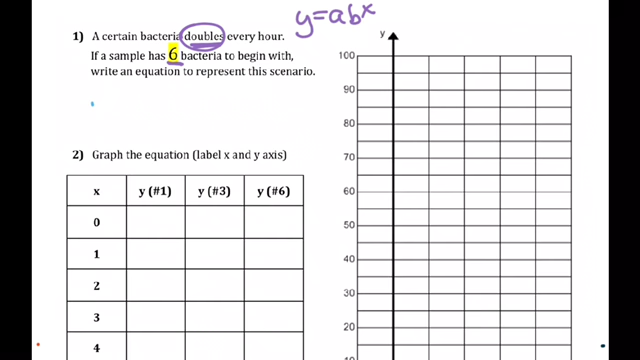 y=abˣ
1) A certain bacteria doubles every hour.
If a sample has 6 bacteria to begin with,
write an equation to represent this scenario.
2) Graph the equation (label x and y axis)
x y (#1) y (#3) y (#6)
0
1
2
3
4
y
100
90
80
70
60
50
40
30
20